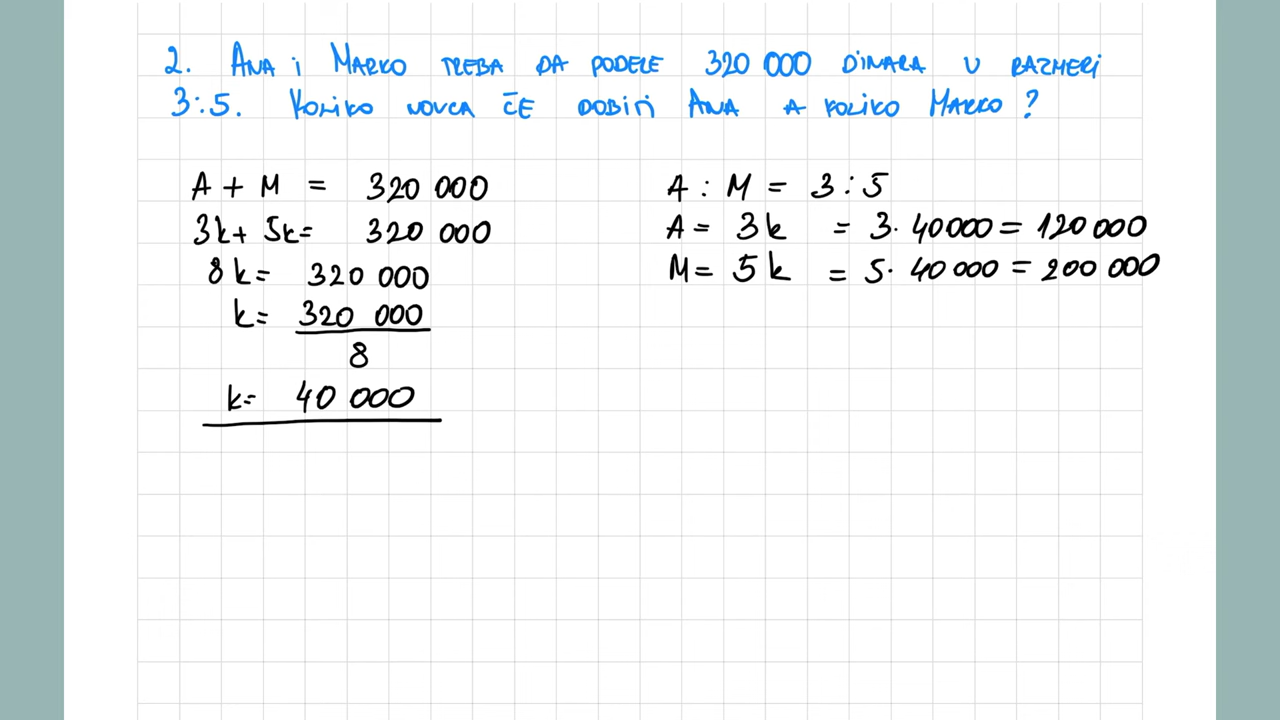 2. ANA i MARKO TREBA DA PODELE 320 000 DINARA U RAZMERI
3:5. KOLIKO NOVCA ĆE DOBITI ANA A KOLIKO MARKO?
A + M = 320 000
3k + 5k = 320 000
8k = 320 000
k = 320 000
8
k = 40 000
A : M = 3 : 5
A = 3k = 3 · 40000 = 120 000
M = 5k = 5 · 40 000 = 200 000